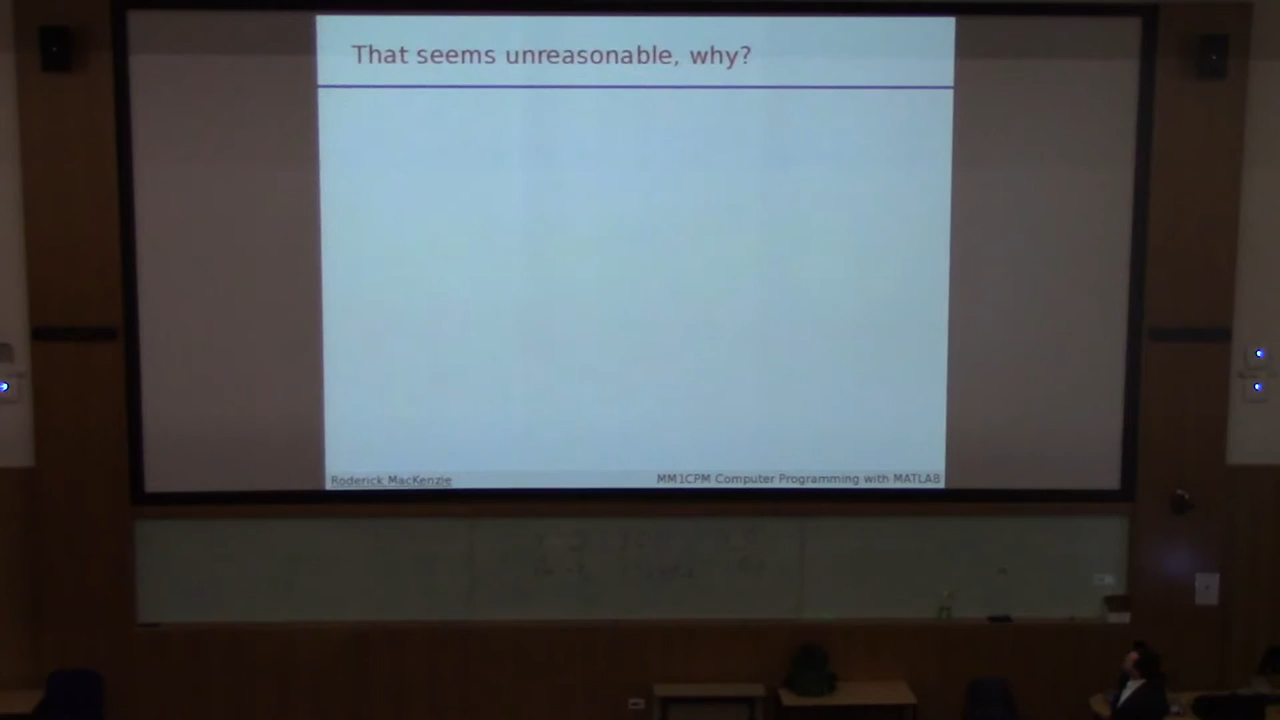 That seems unreasonable, why?
Roderick MacKenzie
MM1CPM Computer Programming with MATLAB